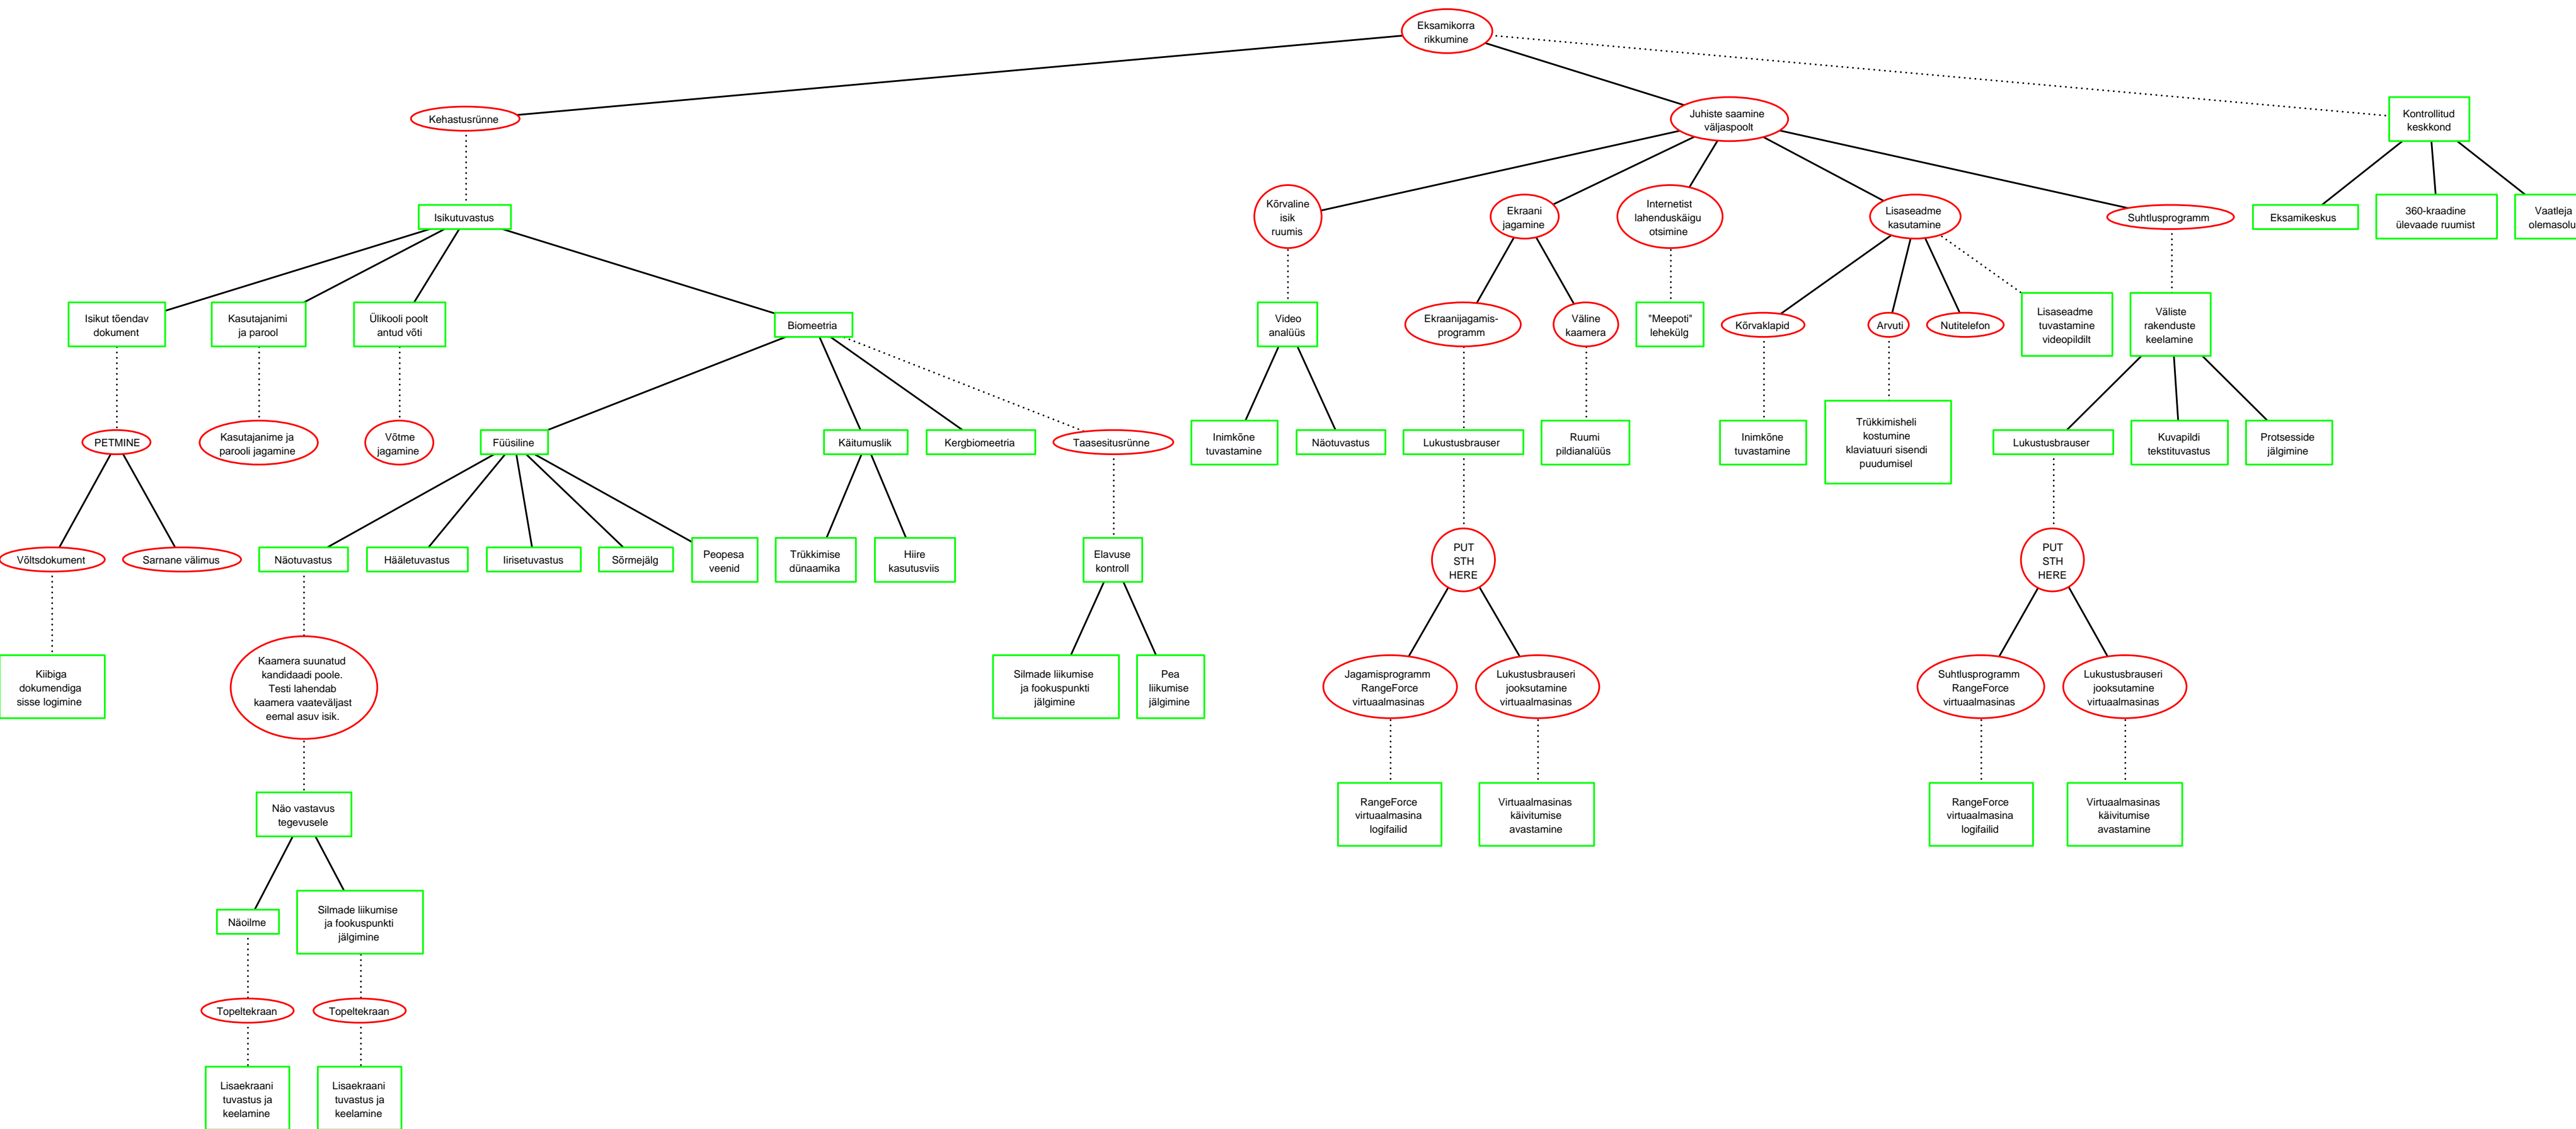 Eksamikorra
rikkumine
Kehastusrünne
Juhiste saamine
väljaspoolt
Kontrollitud
keskkond
Isikutuvastus
Kõrvaline
isik
ruumis
Ekraani
jagamine
Internetist
lahenduskäigu
otsimine
Lisaseadme
kasutamine
Suhtlusprogramm
Eksamikeskus
360-kraadine
ülevaade ruumist
Vaatleja
olemasolu
Isikut tõendav
dokument
Kasutajanimi
ja parool
Ülikooli poolt
antud võti
Biomeetria
Video
analüüs
Ekraanijagamis-
programm
Väline
kaamera
"Meepoti"
lehekülg
Kõrvaklapid
Arvuti
Nutitelefon
Lisaseadme
tuvastamine
videopildilt
Väliste
rakenduste
keelamine
PETMINE
Kasutajanime ja
parooli jagamine
Võtme
jagamine
Füüsiline
Käitumuslik
Kergbiomeetria
Taasesitusrünne
Inimkõne
tuvastamine
Näotuvastus
Lukustusbrauser
Ruumi
pildianalüüs
Inimkõne
tuvastamine
Trükkimisheli
kostumine
klaviatuuri sisendi
puudumisel
Lukustusbrauser
Kuvapildi
tekstituvastus
Protsesside
jälgimine
Võltsdokument
Sarnane välimus
Näotuvastus
Hääletuvastus
Iirisetuvastus
Sõrmejälg
Peopesa
veenid
Trükkimise
dünaamika
Hiire
kasutusviis
Elavuse
kontroll
PUT
STH
HERE
PUT
STH
HERE
Kiibiga
dokumendiga
sisse logimine
Kaamera suunatud
kandidaadi poole.
Testi lahendab
kaamera vaateväljast
eemal asuv isik.
Silmade liikumise
ja fookuspunkti
jälgimine
Pea
liikumise
jälgimine
Jagamisprogramm
RangeForce
virtuaalmasinas
Lukustusbrauseri
jooksutamine
virtuaalmasinas
Suhtlusprogramm
RangeForce
virtuaalmasinas
Lukustusbrauseri
jooksutamine
virtuaalmasinas
Näo vastavus
tegevusele
RangeForce
virtuaalmasina
logifailid
Virtuaalmasinas
käivitumise
avastamine
RangeForce
virtuaalmasina
logifailid
Virtuaalmasinas
käivitumise
avastamine
Näoilme
Silmade liikumise
ja fookuspunkti
jälgimine
Topeltekraan
Topeltekraan
Lisaekraani
tuvastus ja
keelamine
Lisaekraani
tuvastus ja
keelamine